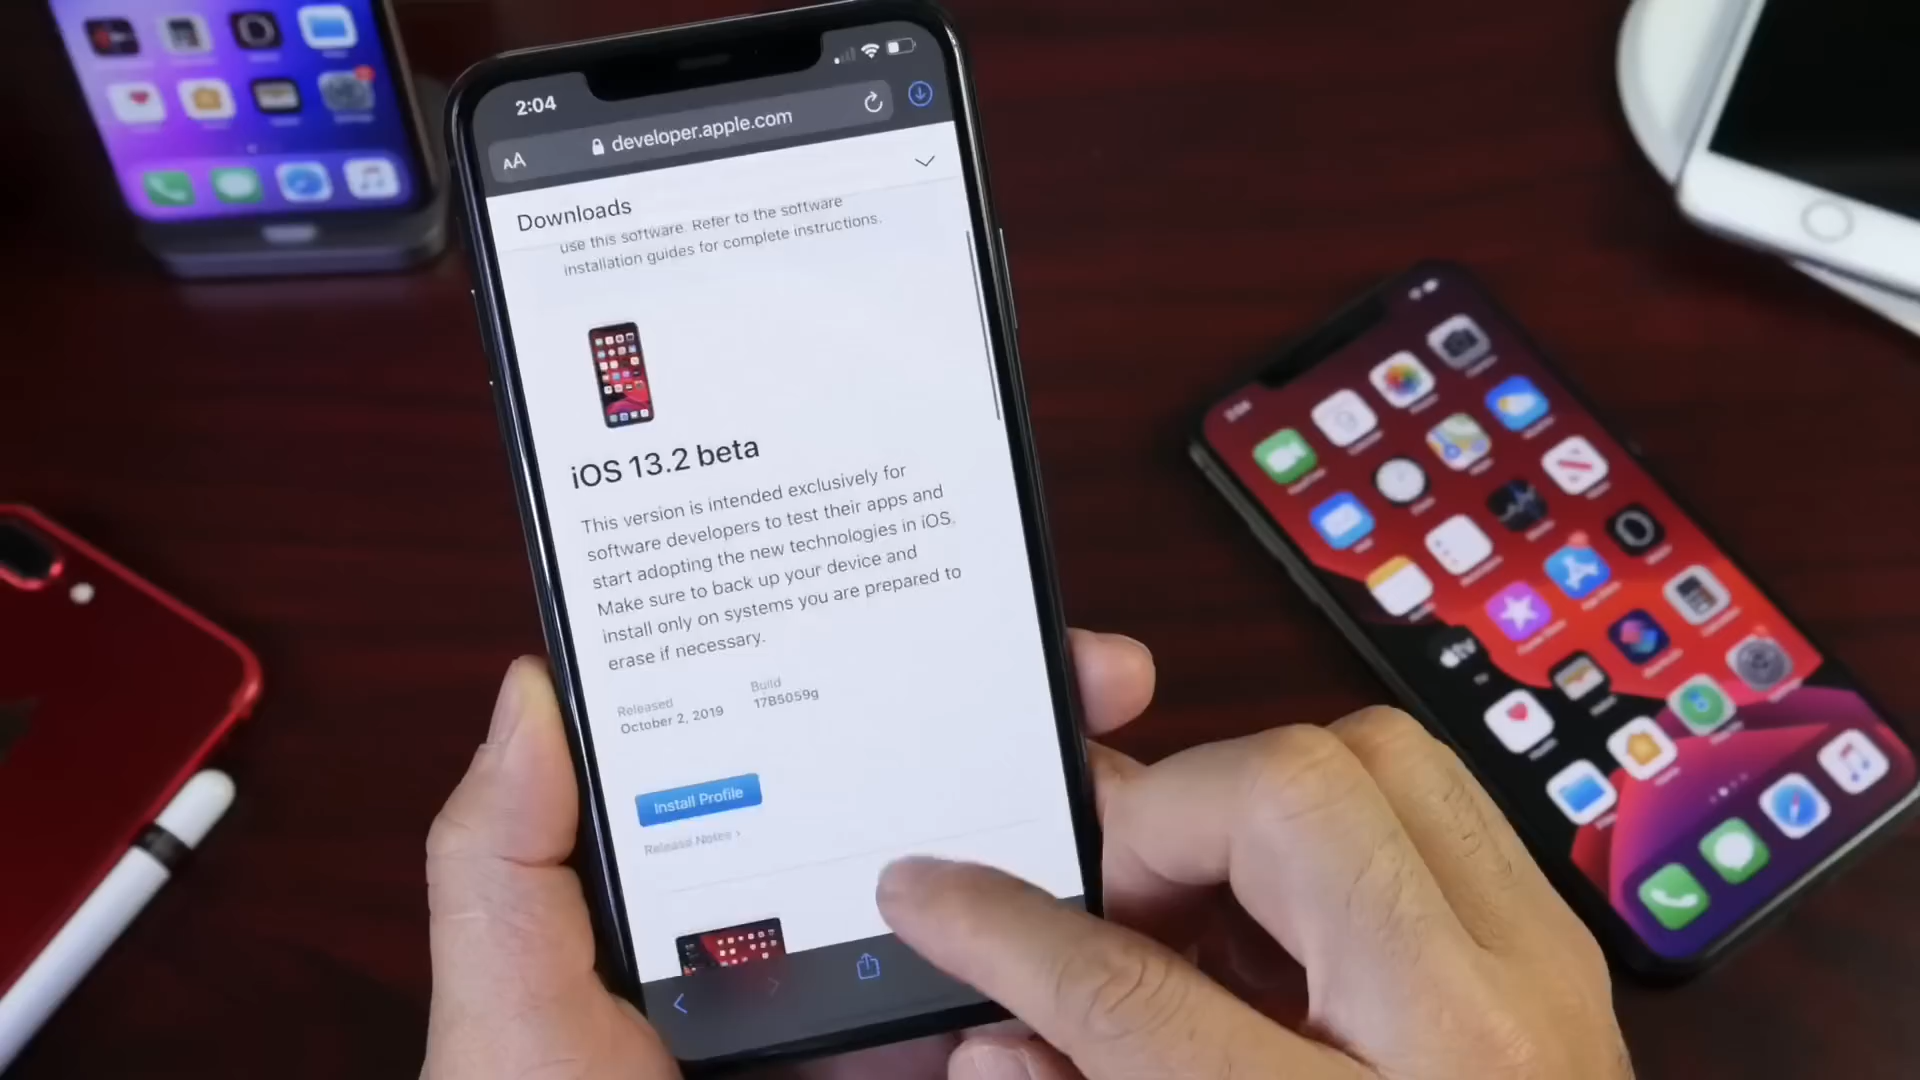 2:04
AA
developer.apple.com
Downloads
use this software. Refer to the software
installation guides for complete instructions.
iOS 13.2 beta
This version is intended exclusively for
software developers to test their apps and
start adopting the new technologies in iOS.
Make sure to back up your device and
install only on systems you are prepared to
erase if necessary.
Released
October 2, 2019
Build
17B5059g
Install Profile
Release Notes
tv